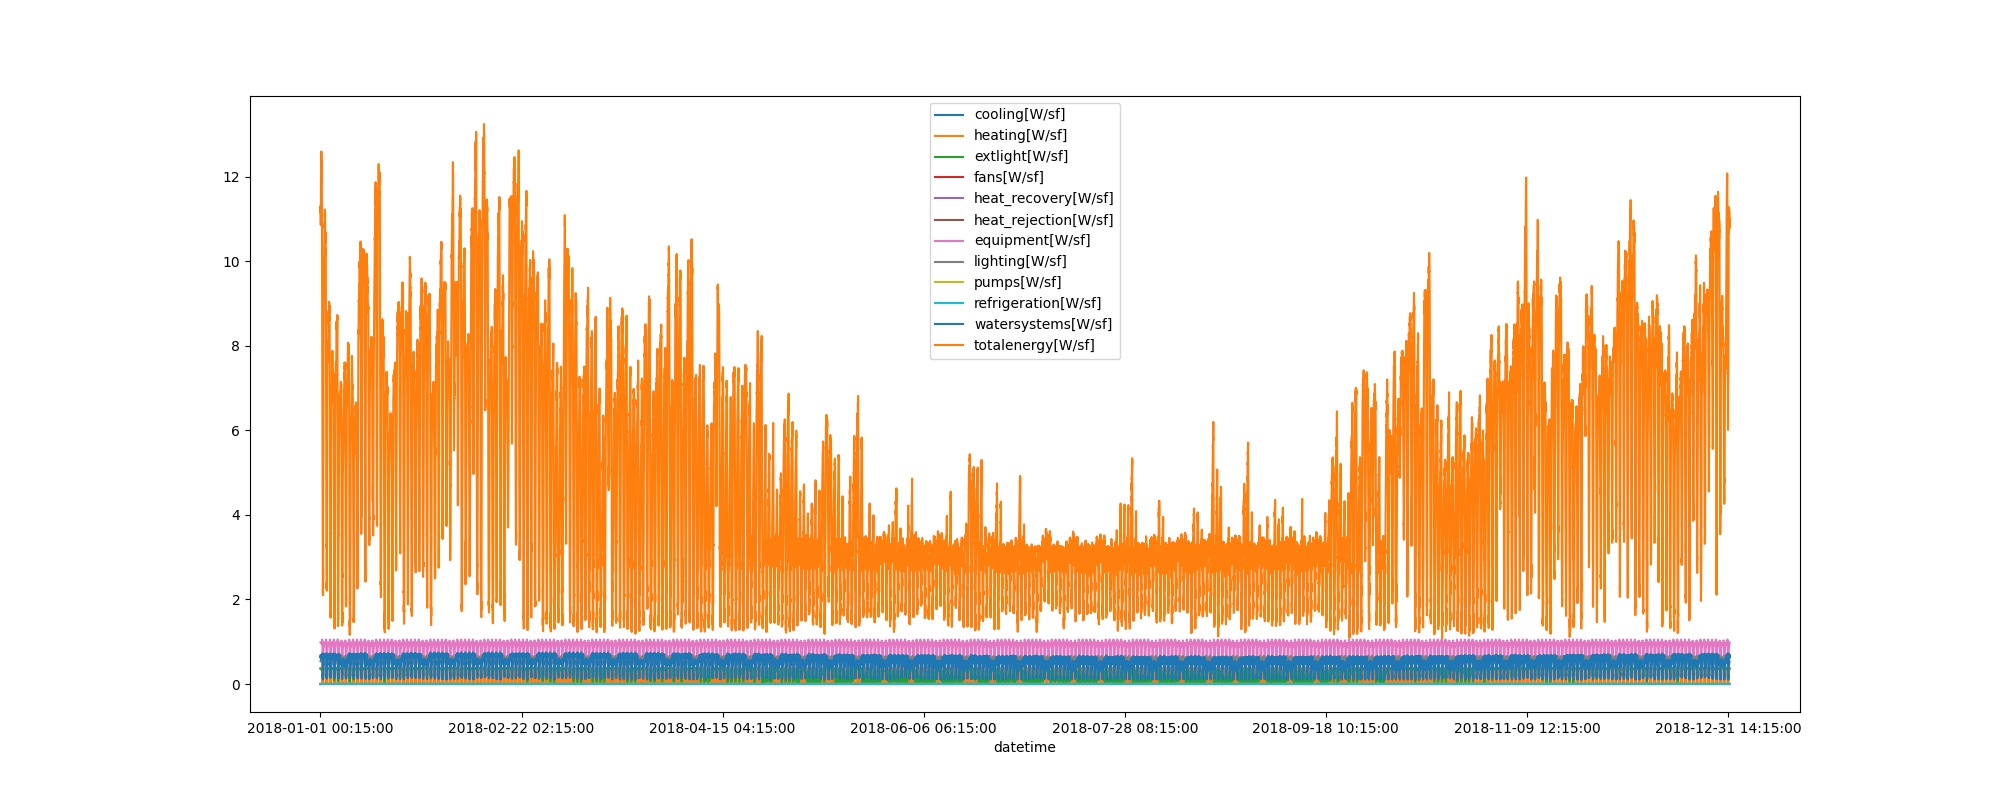 cooling[W/sf]
heating[W/sf]
extlight[W/sf]
fans[W/sf]
heat_recovery[W/sf]
heat_rejection[W/sf]
equipment[W/sf]
lighting[W/sf]
pumps[W/sf]
refrigeration[W/sf]
watersystems[W/sf]
totalenergy[W/sf]
12
10
8
6
4
2
0
2018-01-01 00:15:00 2018-02-22 02:15:00 2018-04-15 04:15:00 2018-06-06 06:15:00 2018-07-28 08:15:00 2018-09-18 10:15:00 2018-11-09 12:15:00 2018-12-31 14:15:00
datetime